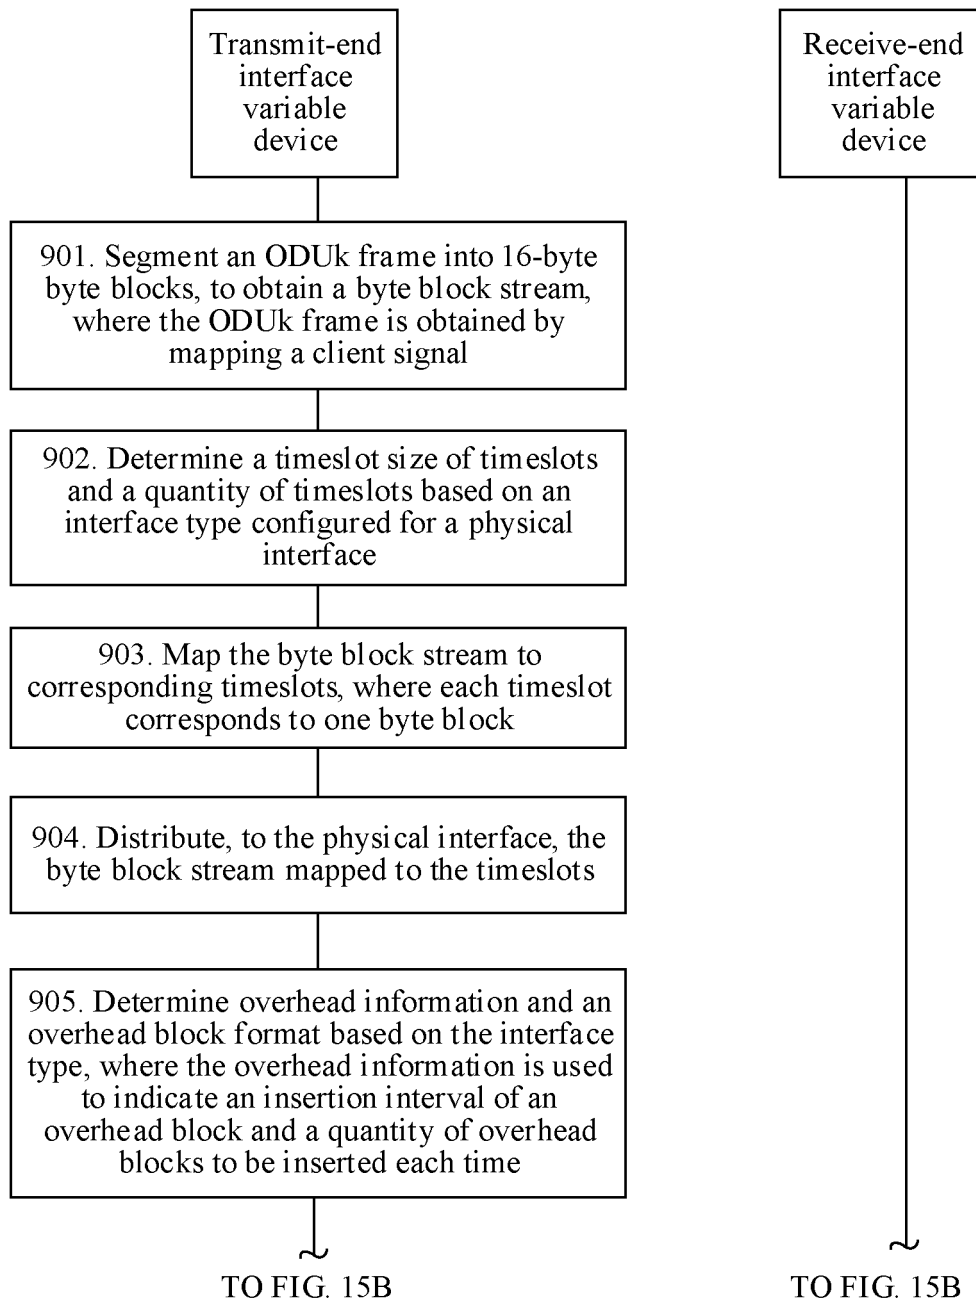 Transmit-end
interface
variable
device
Receive-end
interface
variable
device
901. Segment an ODUk frame into 16-byte
byte blocks, to obtain a byte block stream,
where the ODUk frame is obtained by
mapping a client signal
902. Determine a timeslot size of timeslots
and a quantity of timeslots based on an
interface type configured for a physical
interface
903. Map the byte block stream to
corresponding timeslots, where each timeslot
corresponds to one byte block
904. Distribute, to the physical interface, the
byte block stream mapped to the timeslots
905. Determine overhead information and an
overhead block format based on the interface
type, where the overhead information is used
to indicate an insertion interval of an
overhead block and a quantity of overhead
blocks to be inserted each time
TO FIG. 15B
TO FIG. 15B